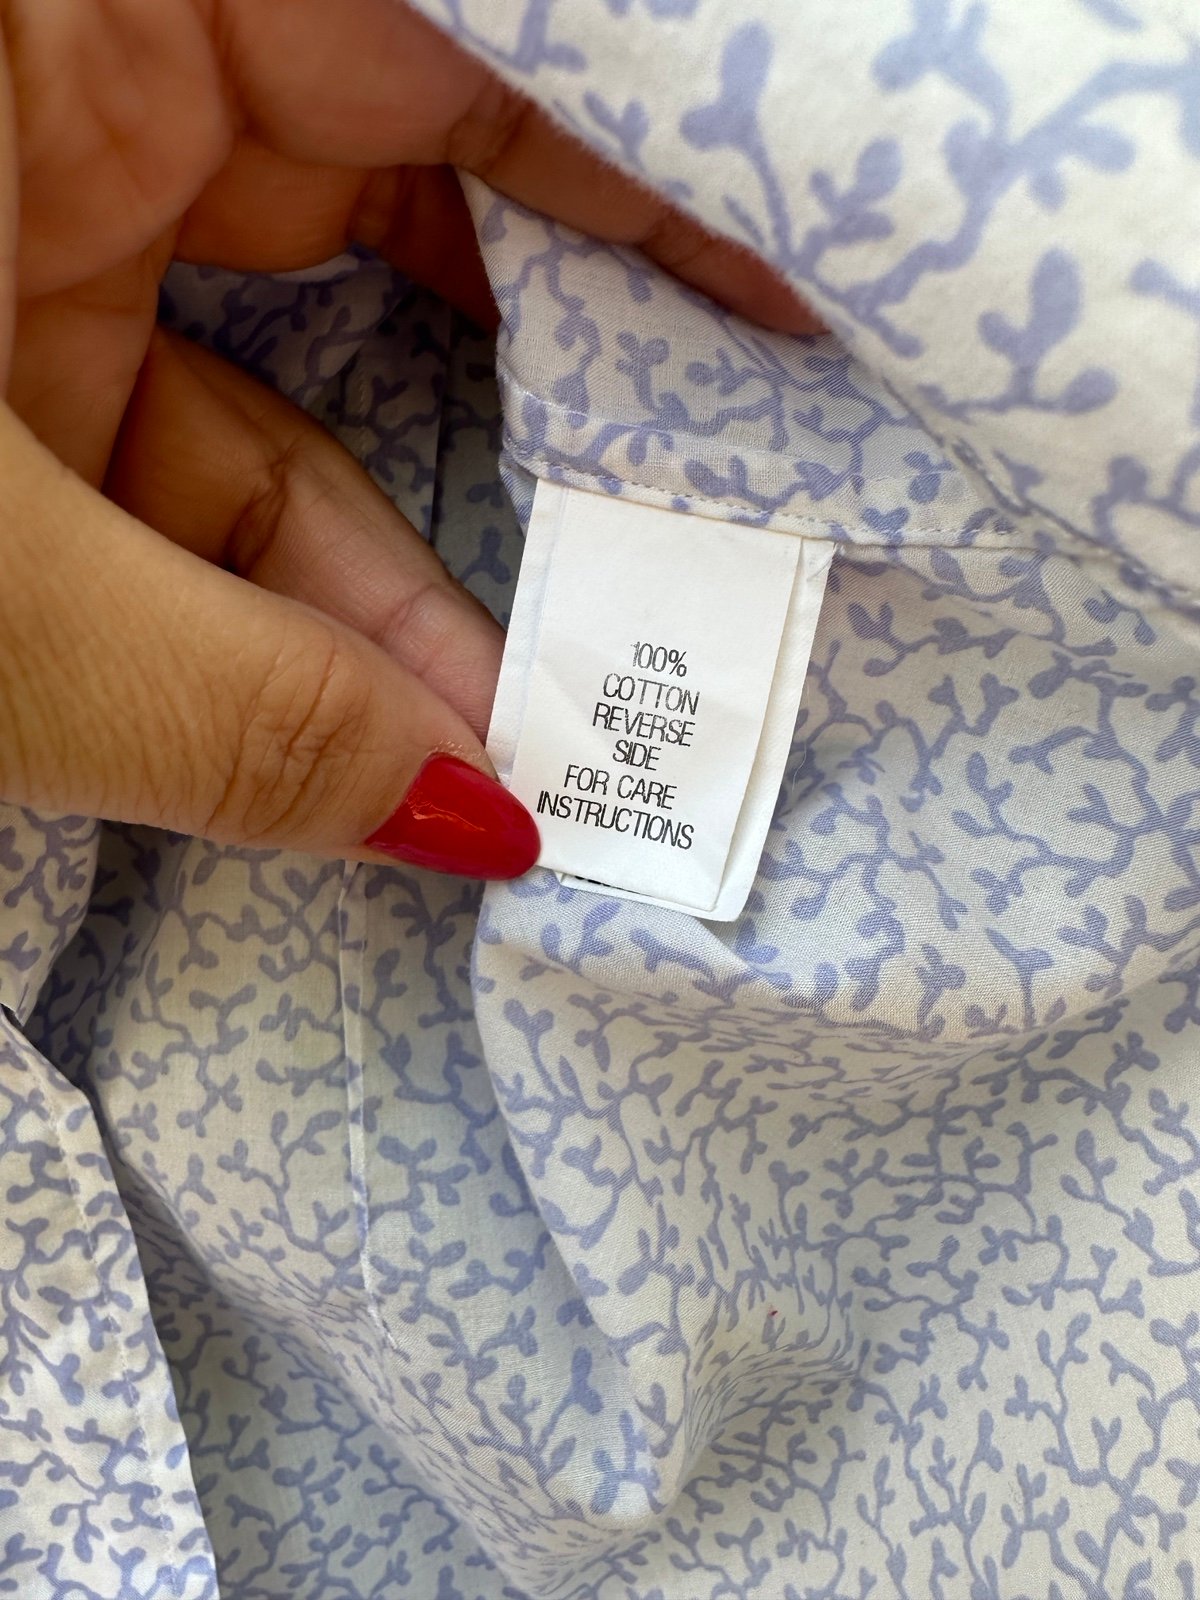 100%
COTTON
REVERSE
SIDE
FOR CARE
INSTRUCTIONS